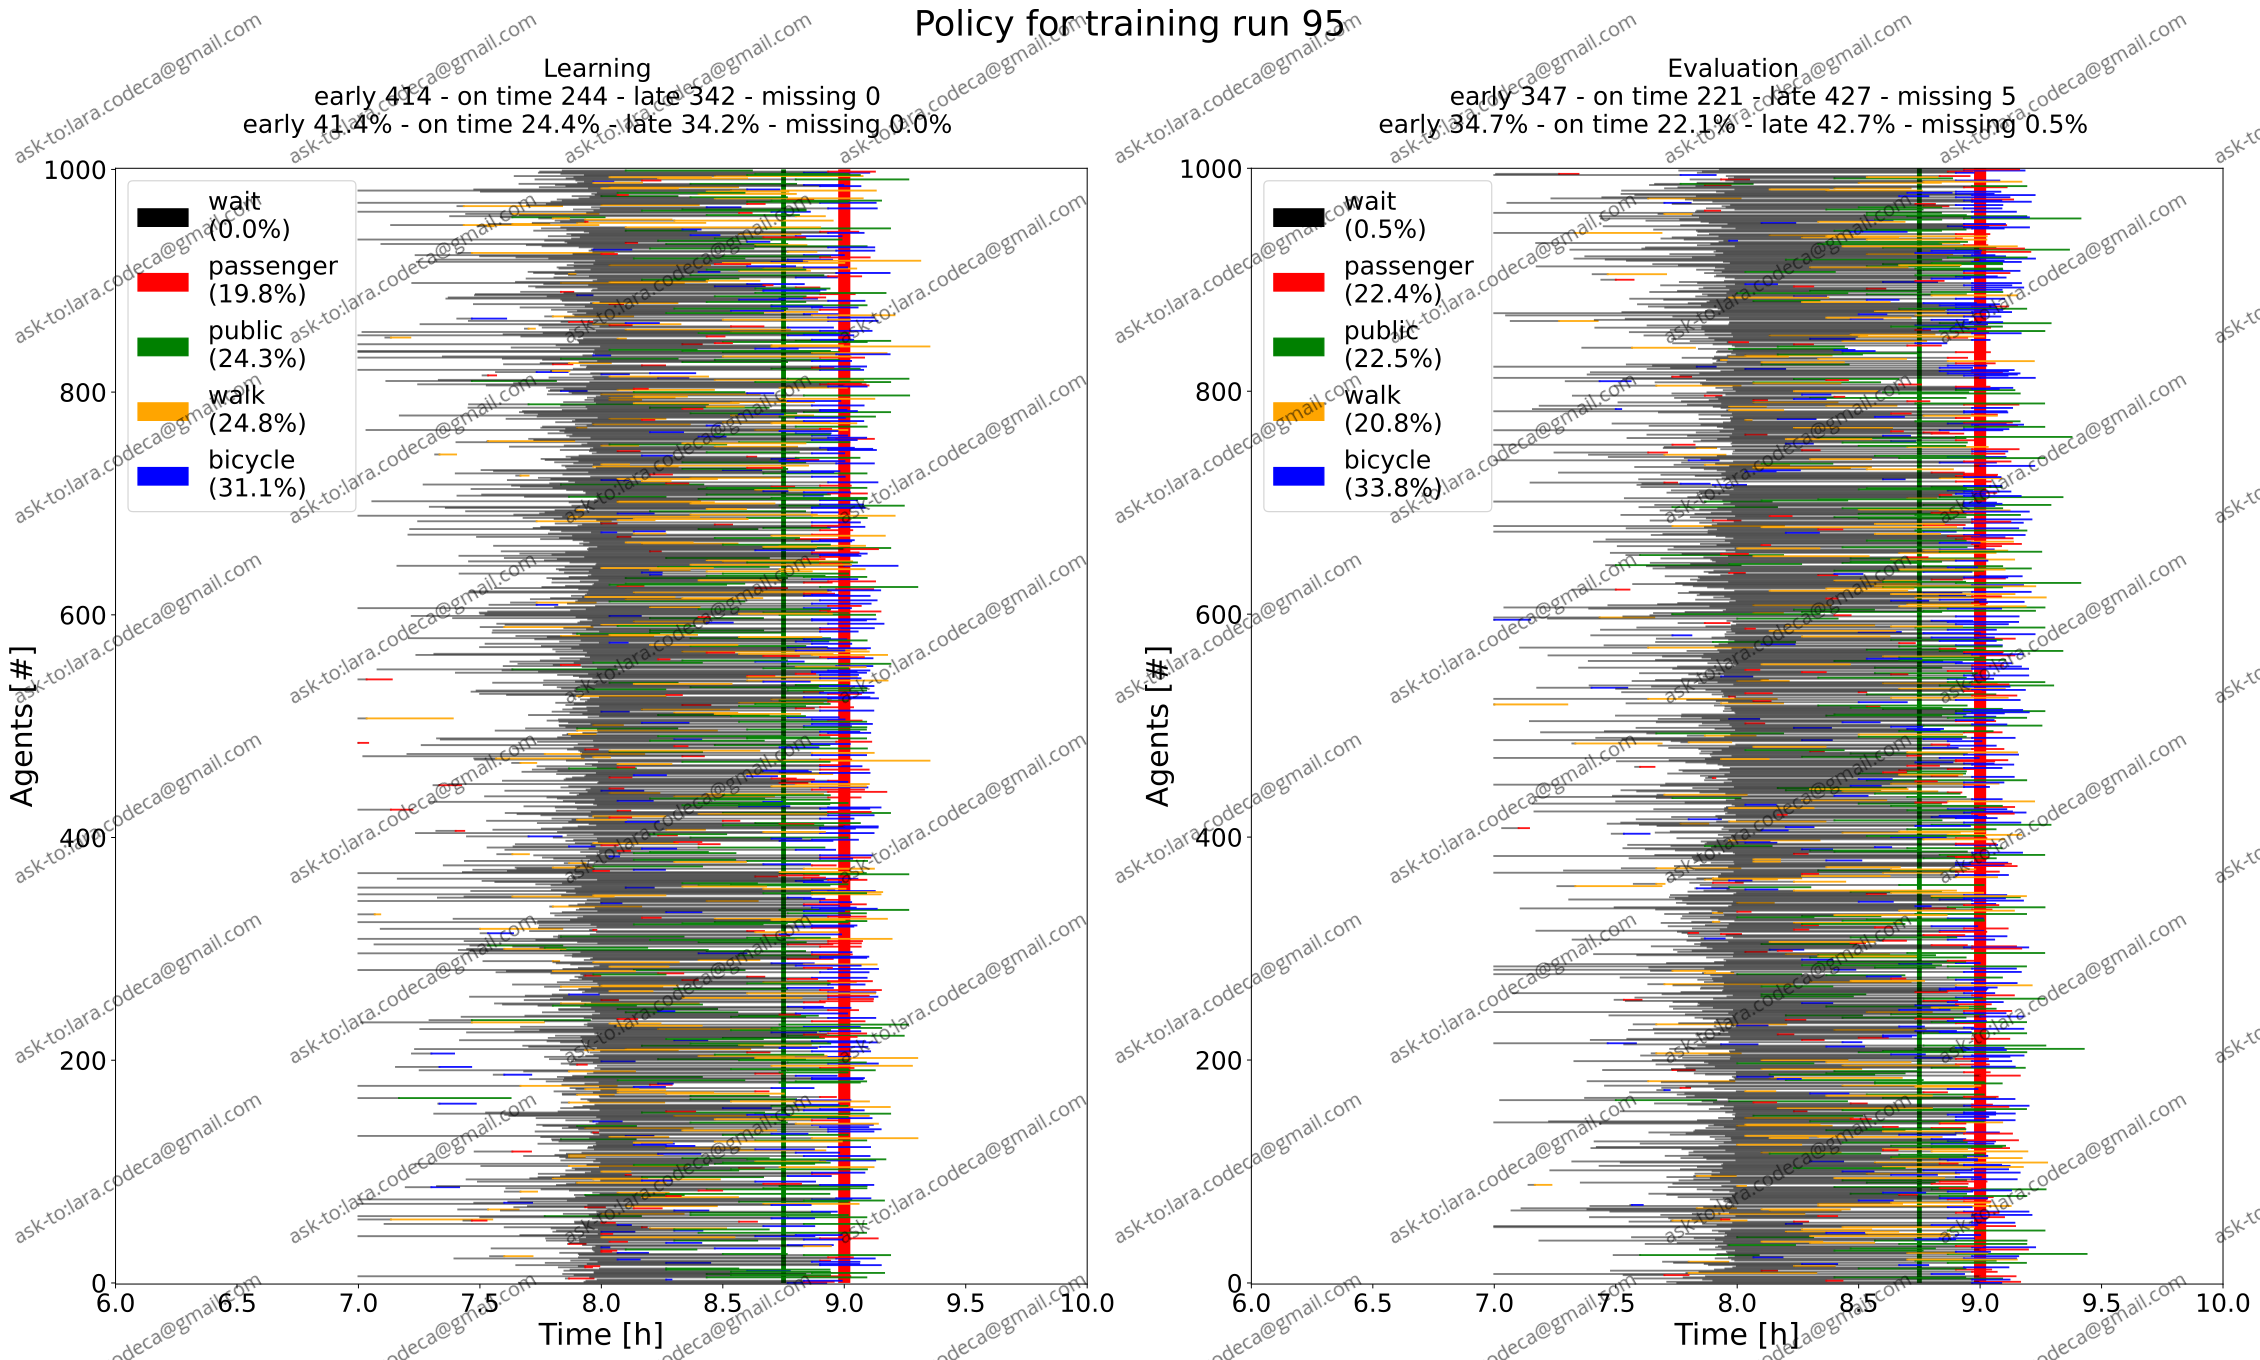 Policy for training run 95
Learning
early 414 - on time 244 - late 342 - missing 0
early 41.4% - on time 24.4% - late 34.2% - missing 0.0%
1000
800
600
400
200
0
Agents [#]
wait
(0.0%)
passenger
(19.8%)
public
(24.3%)
walk
(24.8%)
bicycle
(31.1%)
6.0 6.5 7.0 7.5 8.0 8.5 9.0 9.5 10.0
Time [h]
Evaluation
early 347 - on time 221 - late 427 - missing 5
early 34.7% - on time 22.1% - late 42.7% - missing 0.5%
1000
800
600
400
200
0
Agents [#]
wait
(0.5%)
passenger
(22.4%)
public
(22.5%)
walk
(20.8%)
bicycle
(33.8%)
6.0 6.5 7.0 7.5 8.0 8.5 9.0 9.5 10.0
Time [h]
ask-to:lara.codeca@gmail.com